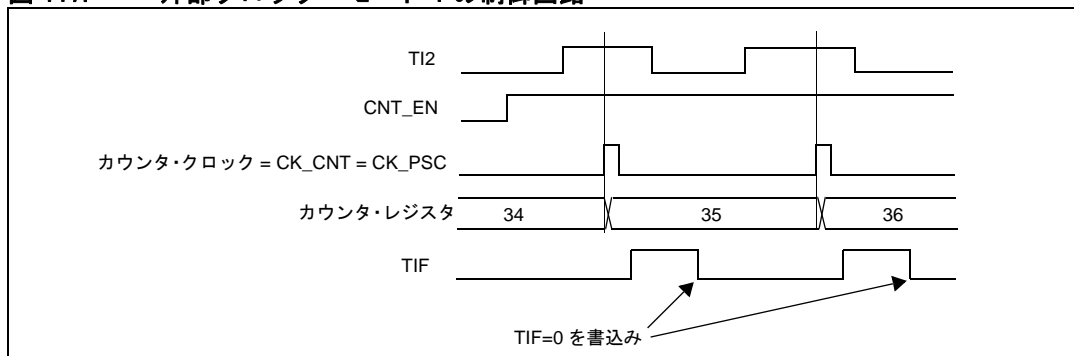 TI2
CNT_EN
カウンタ・クロック = CK_CNT = CK_PSC
カウンタ・レジスタ 34 35 36
TIF
TIF=0 を書込み